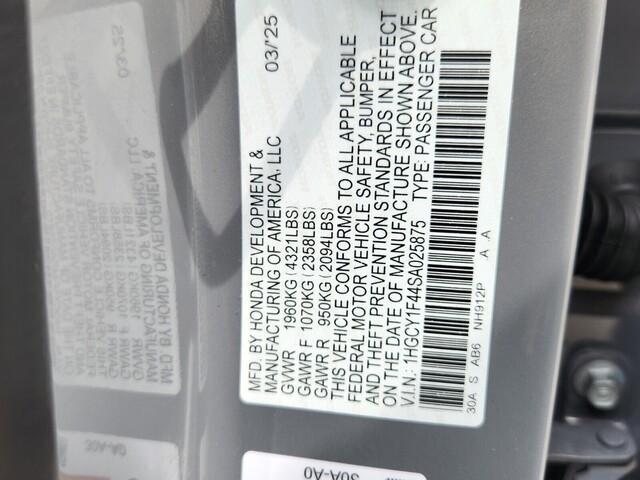 MFD. BY HONDA DEVELOPMENT &
MANUFACTURING OF AMERICA, LLC 03/'25
GVWR 1960KG (4321LBS)
GAWR F 1070KG (2358LBS)
GAWR R 950KG (2094LBS)
THIS VEHICLE CONFORMS TO ALL APPLICABLE
FEDERAL MOTOR VEHICLE SAFETY, BUMPER,
AND THEFT PREVENTION STANDARDS IN EFFECT
ON THE DATE OF MANUFACTURE SHOWN ABOVE.
V.I.N.: 1HGCY1F44SA025875 TYPE: PASSENGER CAR
30A S AB6 NH912P A A
30A-A0